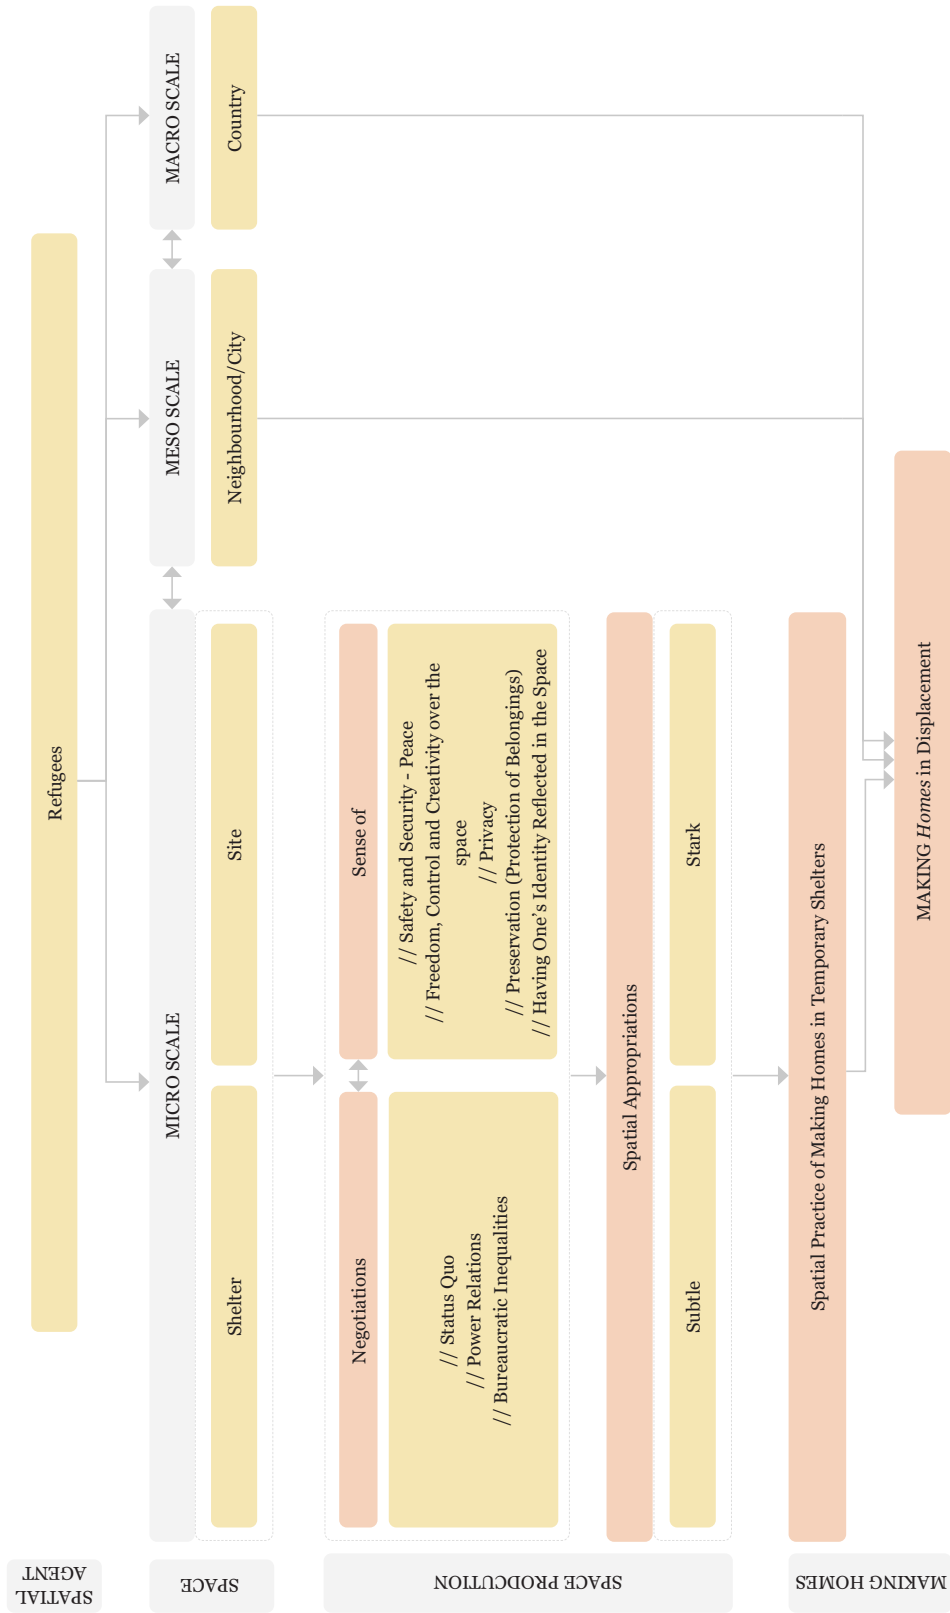 SPATIAL
AGENT
Refugees
SPACE
MICRO SCALE
MESO SCALE
MACRO SCALE
Shelter
Site
Neighbourhood/City
Country
SPACE PRODCUTION
Negotiations
Sense of
// Status Quo
// Power Relations
// Bureaucratic Inequalities
// Safety and Security - Peace
// Freedom, Control and Creativity over the
space
// Privacy
// Preservation (Protection of Belongings)
// Having One's Identity Reflected in the Space
Spatial Appropriations
Subtle
Stark
MAKING HOMES
Spatial Practice of Making Homes in Temporary Shelters
MAKING Homes in Displacement